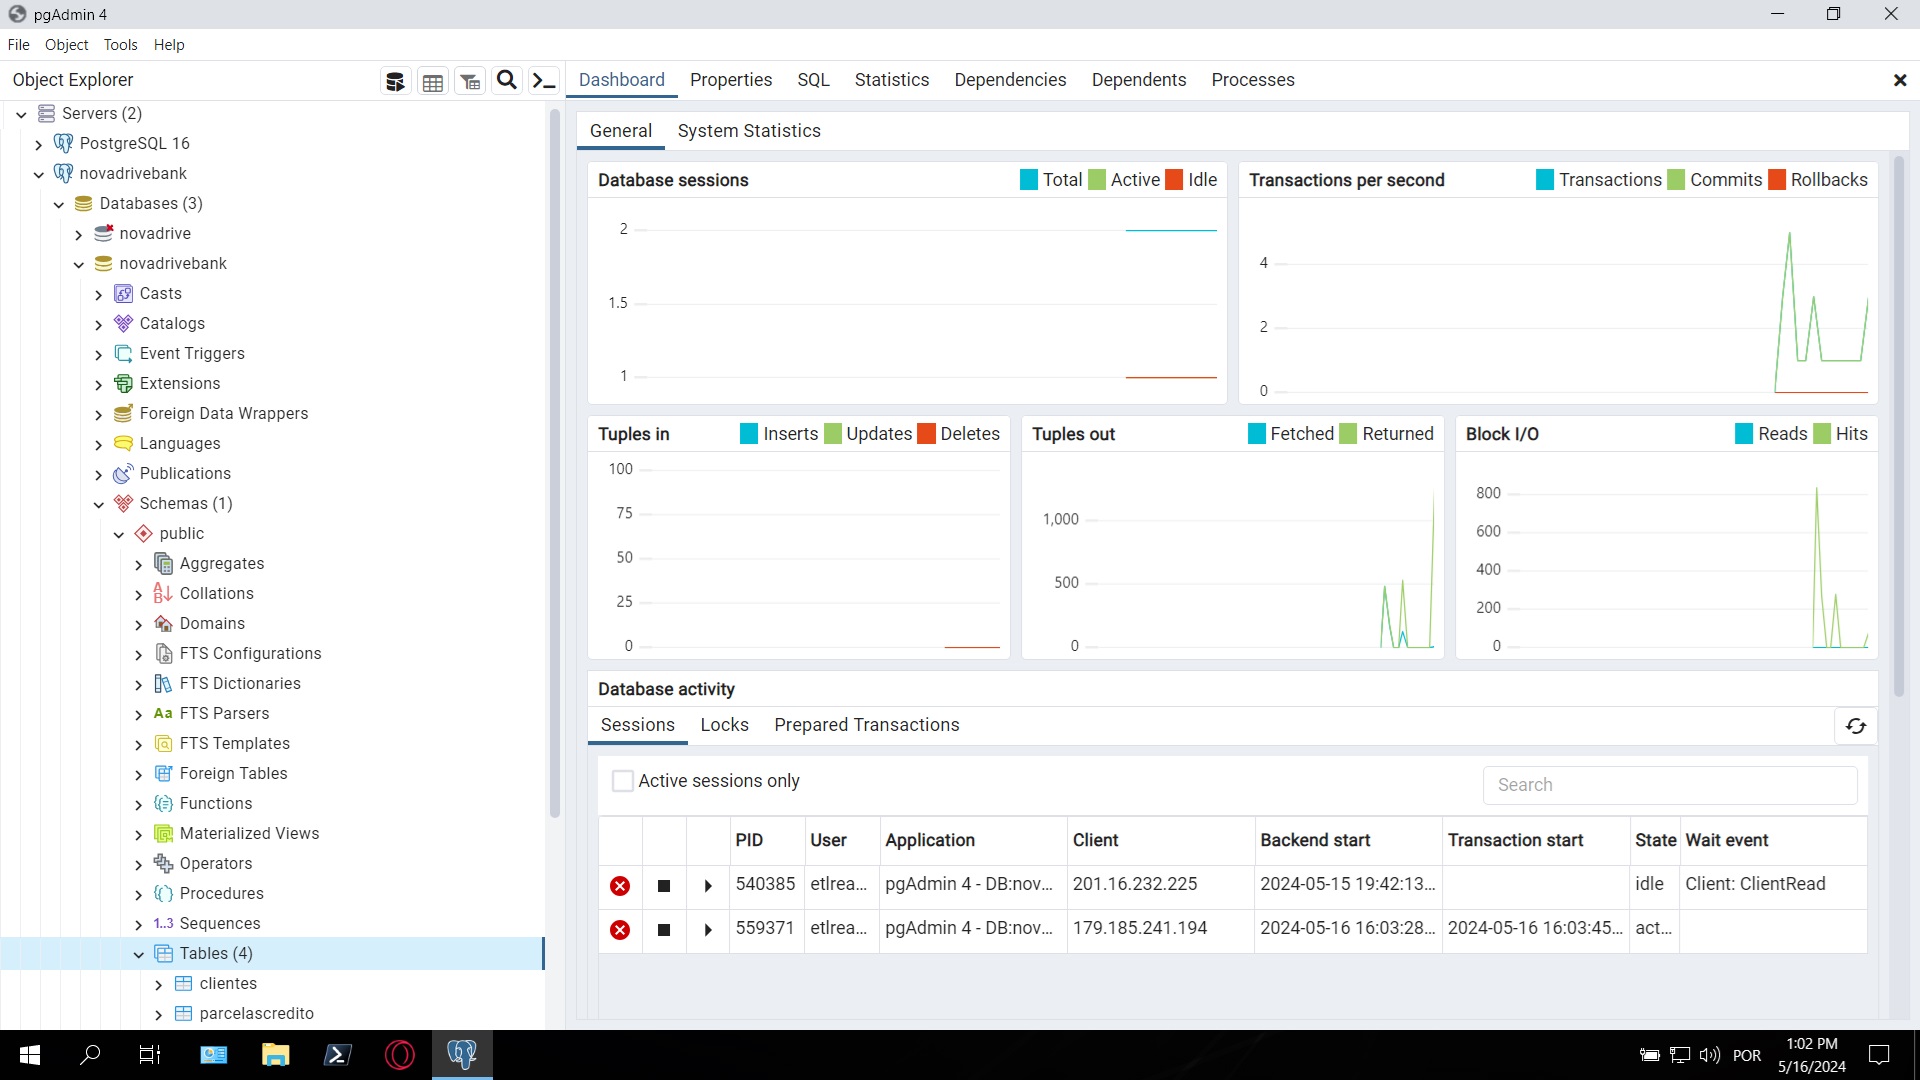 pgAdmin 4
File Object Tools Help
Object Explorer
Dashboard Properties SQL Statistics Dependencies Dependents Processes
Servers (2)
PostgreSQL 16
novadrivebank
Databases (3)
novadrive
novadrivebank
Casts
Catalogs
Event Triggers
Extensions
Foreign Data Wrappers
Languages
Publications
Schemas (1)
public
Aggregates
Collations
Domains
FTS Configurations
FTS Dictionaries
Aa FTS Parsers
FTS Templates
Foreign Tables
Functions
Materialized Views
Operators
Procedures
1..3 Sequences
Tables (4)
clientes
parcelascredito
General System Statistics
Database sessions Total Active Idle
2
1.5
1
Transactions per second Transactions Commits Rollbacks
4
2
0
Tuples in Inserts Updates Deletes
100
75
50
25
0
Tuples out Fetched Returned
1,000
500
0
Block I/O Reads Hits
800
600
400
200
0
Database activity
Sessions Locks Prepared Transactions
Active sessions only Search
PID User Application Client Backend start Transaction start State Wait event
540385 etlrea... pgAdmin 4 - DB:nov... 201.16.232.225 2024-05-15 19:42:13... idle Client: ClientRead
559371 etlrea... pgAdmin 4 - DB:nov... 179.185.241.194 2024-05-16 16:03:28... 2024-05-16 16:03:45... act...
POR
1:02 PM
5/16/2024